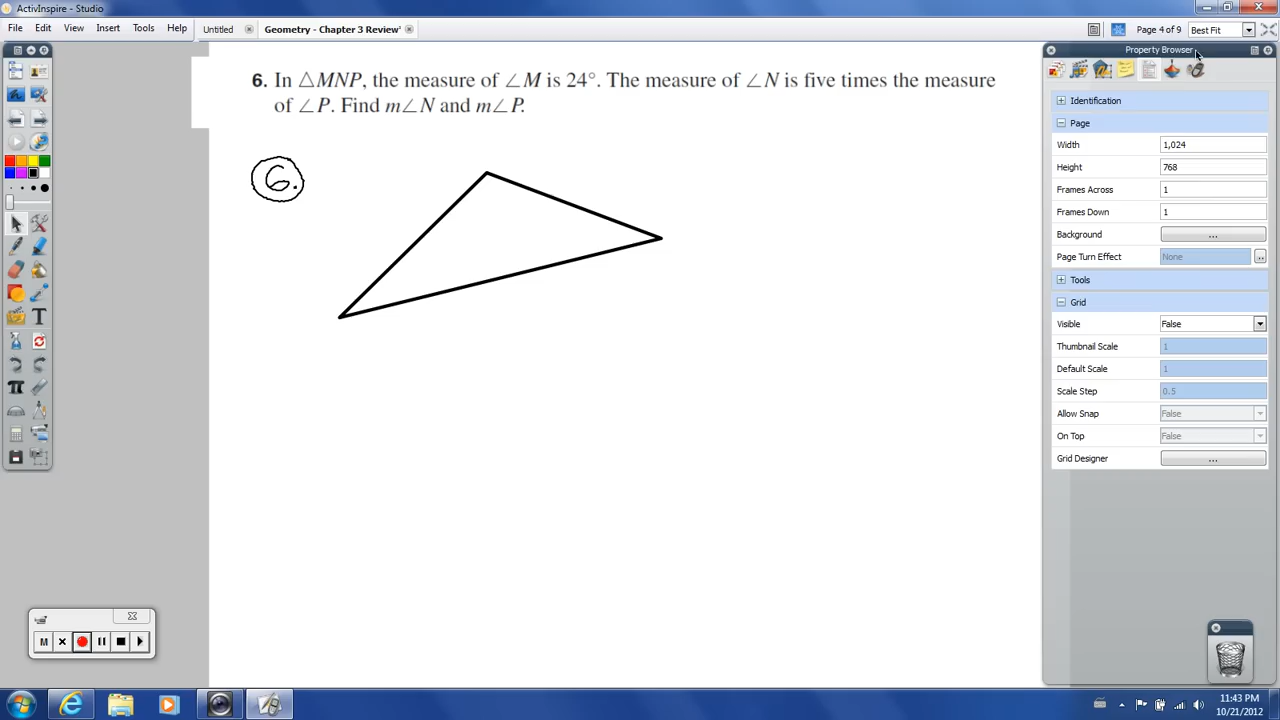 ActivInspire - Studio
File Edit View Insert Tools Help
Untitled
Geometry - Chapter 3 Review*
Page 4 of 9
Best Fit
6. In △MNP, the measure of ∠M is 24°. The measure of ∠N is five times the measure
of ∠P. Find m∠N and m∠P.
6.
Property Browser
Identification
Page
Width 1,024
Height 768
Frames Across 1
Frames Down 1
Background ...
Page Turn Effect None ..
Tools
Grid
Visible False
Thumbnail Scale 1
Default Scale 1
Scale Step 0.5
Allow Snap False
On Top False
Grid Designer ...
T
M
11:43 PM
10/21/2012